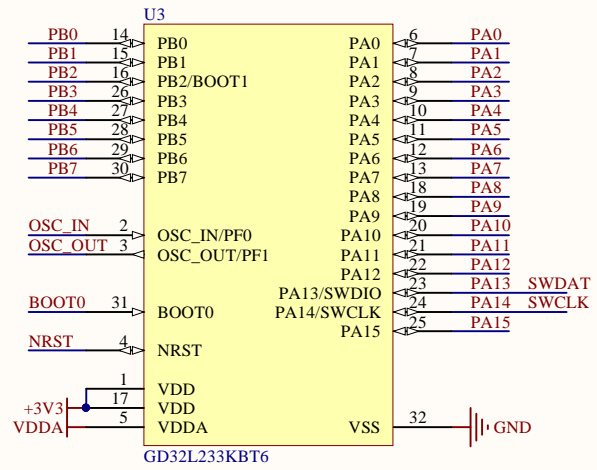 U3
PB0 14 PB0 PA0 6 PA0
PB1 15 PB1 PA1 7 PA1
PB2 16 PB2/BOOT1 PA2 8 PA2
PB3 26 PB3 PA3 9 PA3
PB4 27 PB4 PA4 10 PA4
PB5 28 PB5 PA5 11 PA5
PB6 29 PB6 PA6 12 PA6
PB7 30 PB7 PA7 13 PA7
PA8 18 PA8
PA9 19 PA9
OSC_IN 2 OSC_IN/PF0 PA10 20 PA10
OSC_OUT 3 OSC_OUT/PF1 PA11 21 PA11
PA12 22 PA12
PA13/SWDIO 23 PA13 SWDAT
BOOT0 31 BOOT0 PA14/SWCLK 24 PA14 SWCLK
PA15 25 PA15
NRST 4 NRST
1 VDD
+3V3 17 VDD
VDDA 5 VDDA VSS 32 GND
GD32L233KBT6